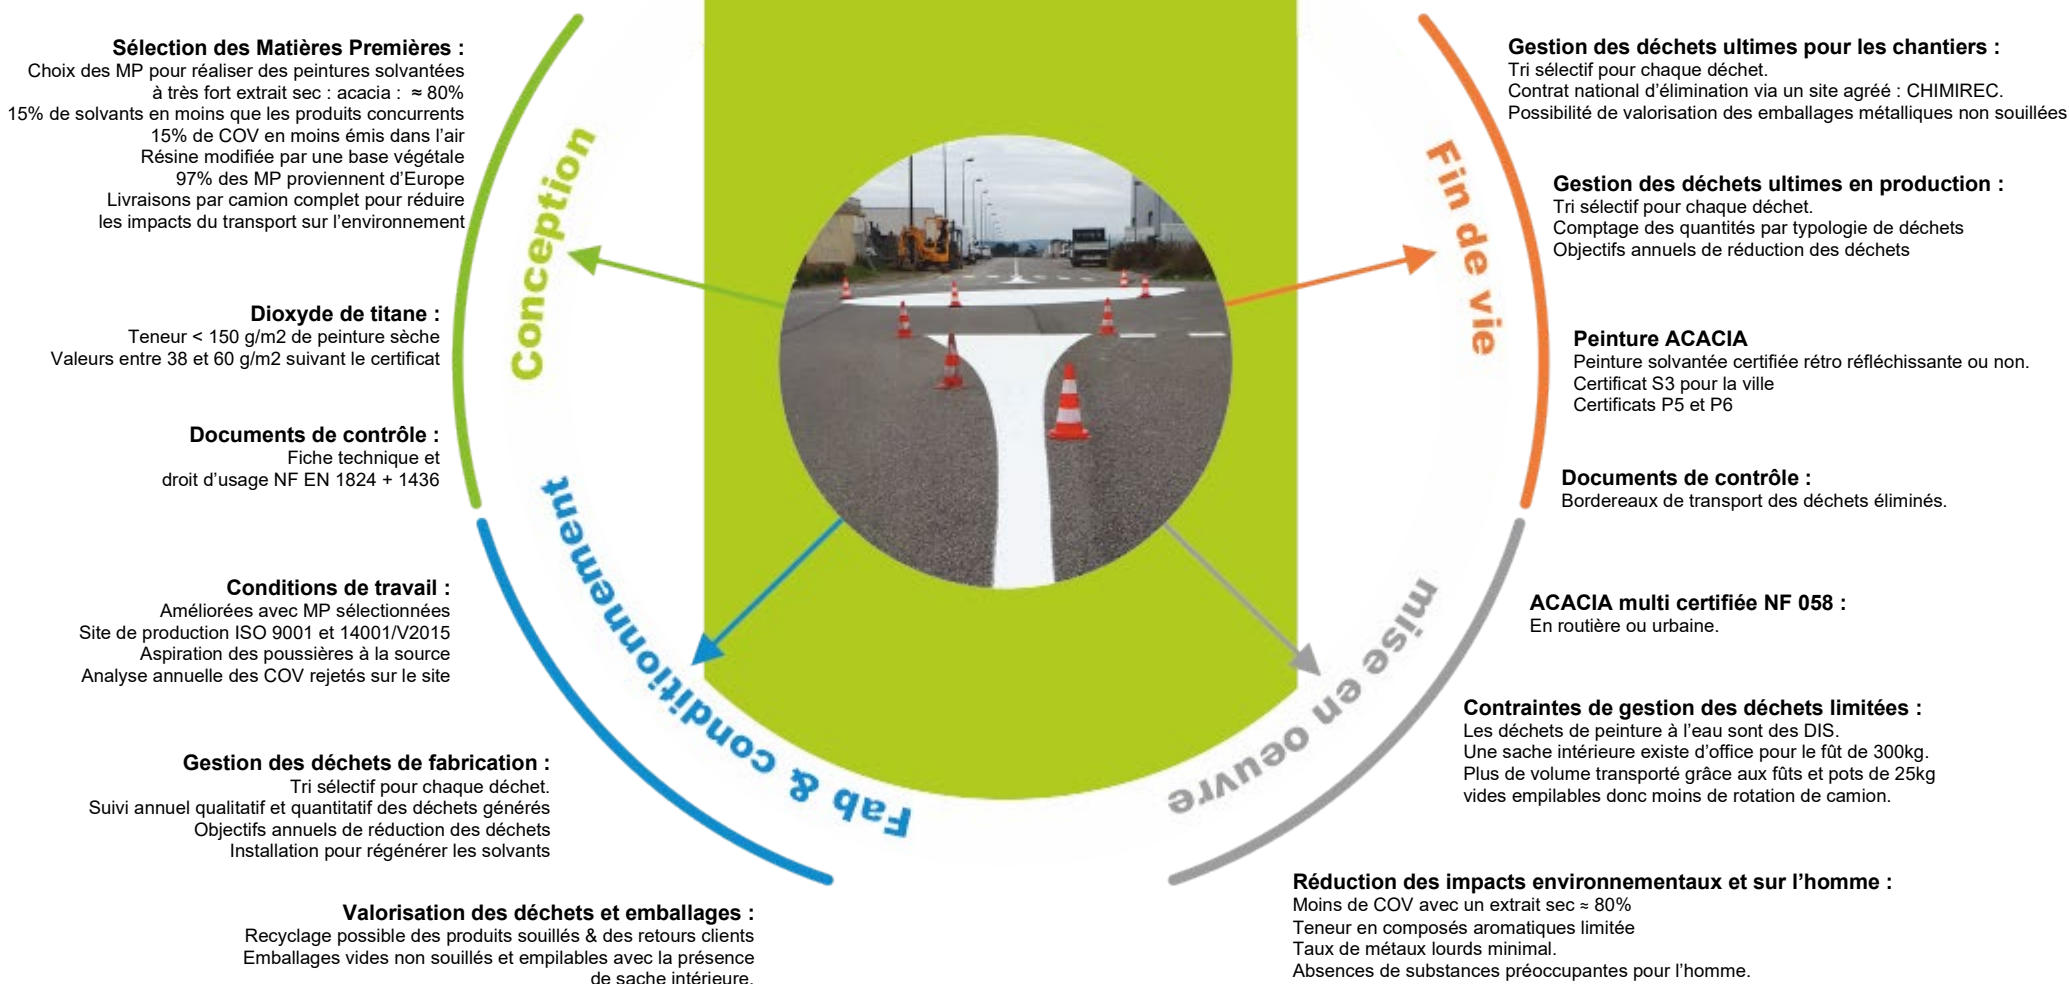 Sélection des Matières Premières :
Choix des MP pour réaliser des peintures solvantées
à très fort extrait sec : acacia : ≈ 80%
15% de solvants en moins que les produits concurrents
15% de COV en moins émis dans l’air
Résine modifiée par une base végétale
97% des MP proviennent d’Europe
Livraisons par camion complet pour réduire
les impacts du transport sur l’environnement
Dioxyde de titane :
Teneur < 150 g/m2 de peinture sèche
Valeurs entre 38 et 60 g/m2 suivant le certificat
Documents de contrôle :
Fiche technique et
droit d’usage NF EN 1824 + 1436
Conception
Conditions de travail :
Améliorées avec MP sélectionnées
Site de production ISO 9001 et 14001/V2015
Aspiration des poussières à la source
Analyse annuelle des COV rejetés sur le site
Gestion des déchets de fabrication :
Tri sélectif pour chaque déchet.
Suivi annuel qualitatif et quantitatif des déchets générés
Objectifs annuels de réduction des déchets
Installation pour régénérer les solvants
Valorisation des déchets et emballages :
Recyclage possible des produits souillés & des retours clients
Emballages vides non souillés et empilables avec la présence
de sache intérieure.
Fab & conditionnement
Fin de vie
Gestion des déchets ultimes pour les chantiers :
Tri sélectif pour chaque déchet.
Contrat national d’élimination via un site agréé : CHIMIREC.
Possibilité de valorisation des emballages métalliques non souillées
Gestion des déchets ultimes en production :
Tri sélectif pour chaque déchet.
Comptage des quantités par typologie de déchets
Objectifs annuels de réduction des déchets
Peinture ACACIA
Peinture solvantée certifiée rétro réfléchissante ou non.
Certificat S3 pour la ville
Certificats P5 et P6
Documents de contrôle :
Bordereaux de transport des déchets éliminés.
mise en oeuvre
ACACIA multi certifiée NF 058 :
En routière ou urbaine.
Contraintes de gestion des déchets limitées :
Les déchets de peinture à l’eau sont des DIS.
Une sache intérieure existe d’office pour le fût de 300kg.
Plus de volume transporté grâce aux fûts et pots de 25kg
vides empilables donc moins de rotation de camion.
Réduction des impacts environnementaux et sur l’homme :
Moins de COV avec un extrait sec ≈ 80%
Teneur en composés aromatiques limitée
Taux de métaux lourds minimal.
Absences de substances préoccupantes pour l’homme.